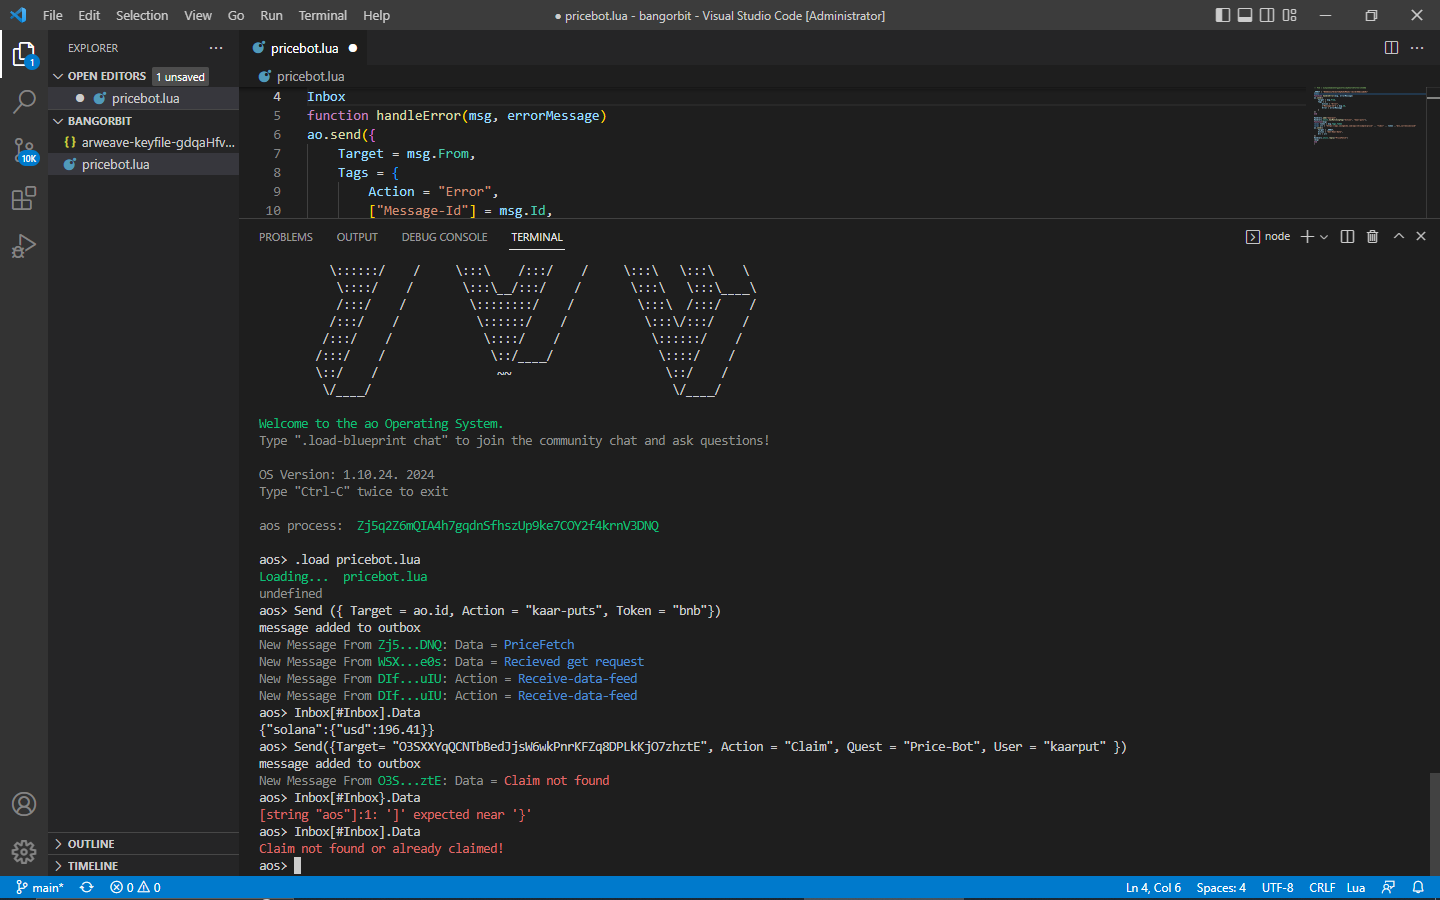 File Edit Selection View Go Run Terminal Help
● pricebot.lua - bangorbit - Visual Studio Code [Administrator]
EXPLORER
OPEN EDITORS 1 unsaved
pricebot.lua
BANGORBIT
{} arweave-keyfile-gdqaHfv...
pricebot.lua
OUTLINE
TIMELINE
1
10K
pricebot.lua
pricebot.lua
4 Inbox
5 function handleError(msg, errorMessage)
6 ao.send({
7 Target = msg.From,
8 Tags = {
9 Action = "Error",
10 ["Message-Id"] = msg.Id,
PROBLEMS OUTPUT DEBUG CONSOLE TERMINAL
node
\::::::/    /     \:::\    /:::/    /     \:::\   \:::\    \
\::::/    /       \:::\__/:::/    /       \:::\   \:::\____\
/:::/    /         \::::::::/    /         \:::\  /:::/    /
/:::/    /           \::::::/    /           \:::\/:::/    /
/:::/    /             \::::/    /             \::::::/    /
/:::/    /               \::/____/               \::::/    /
\::/    /                 ~~                      \::/    /
\/____/                                           \/____/
Welcome to the ao Operating System.
Type ".load-blueprint chat" to join the community chat and ask questions!
OS Version: 1.10.24. 2024
Type "Ctrl-C" twice to exit
aos process:  Zj5q2Z6mQIA4h7gqdnSfhszUp9ke7COY2f4krnV3DNQ
aos> .load pricebot.lua
Loading...  pricebot.lua
undefined
aos> Send ({ Target = ao.id, Action = "kaar-puts", Token = "bnb"})
message added to outbox
New Message From Zj5...DNQ: Data = PriceFetch
New Message From WSX...e0s: Data = Recieved get request
New Message From DIf...uIU: Action = Receive-data-feed
New Message From DIf...uIU: Action = Receive-data-feed
aos> Inbox[#Inbox].Data
{"solana":{"usd":196.41}}
aos> Send({Target= "O3SXXYqQCNTbBedJjsW6wkPnrKFZq8DPLkKjO7zhztE", Action = "Claim", Quest = "Price-Bot", User = "kaarput" })
message added to outbox
New Message From O3S...ztE: Data = Claim not found
aos> Inbox[#Inbox}.Data
[string "aos"]:1: ']' expected near '}'
aos> Inbox[#Inbox].Data
Claim not found or already claimed!
aos>
main* 0 0
Ln 4, Col 6 Spaces: 4 UTF-8 CRLF Lua